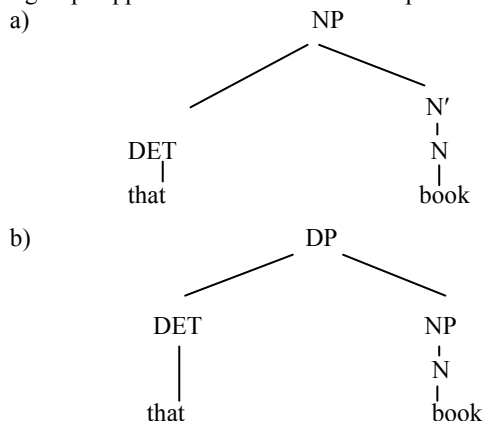 a) NP
N′
DET N
that book
b) DP
DET NP
N
that book